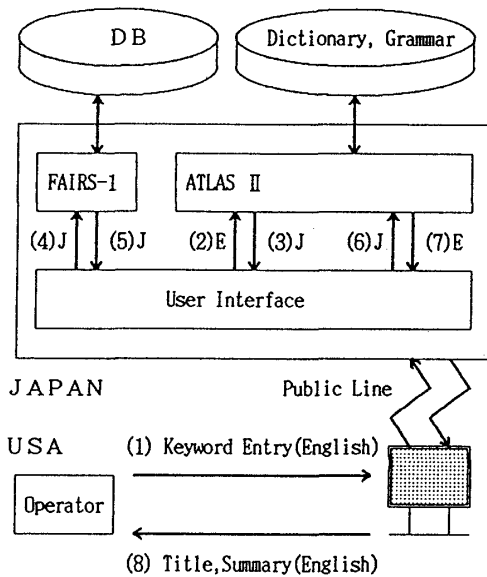 DB
Dictionary, Grammar
FAIRS-1
ATLAS II
(4)J
(5)J
(2)E
(3)J
(6)J
(7)E
User Interface
JAPAN
Public Line
USA
(1) Keyword Entry(English)
Operator
(8) Title,Summary(English)